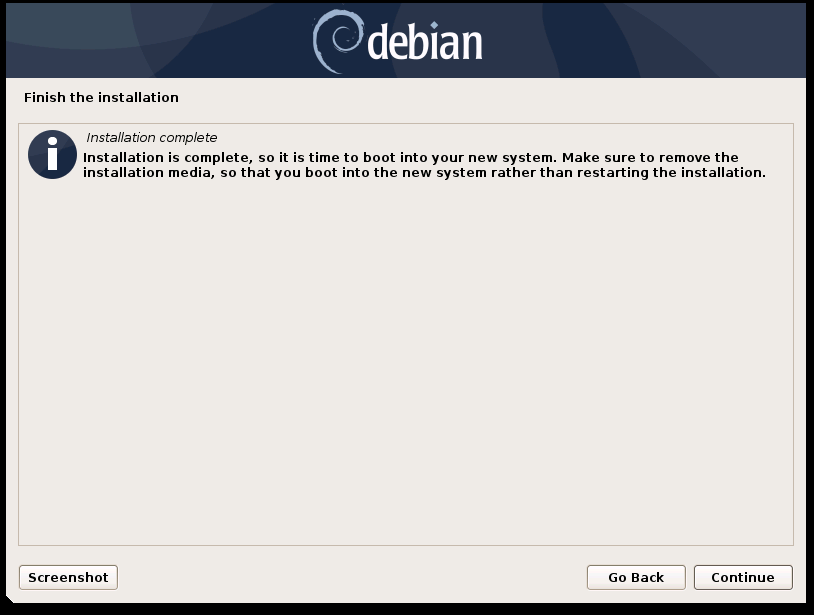 debian
Finish the installation
Installation complete
Installation is complete, so it is time to boot into your new system. Make sure to remove the
installation media, so that you boot into the new system rather than restarting the installation.
Screenshot
Go Back
Continue